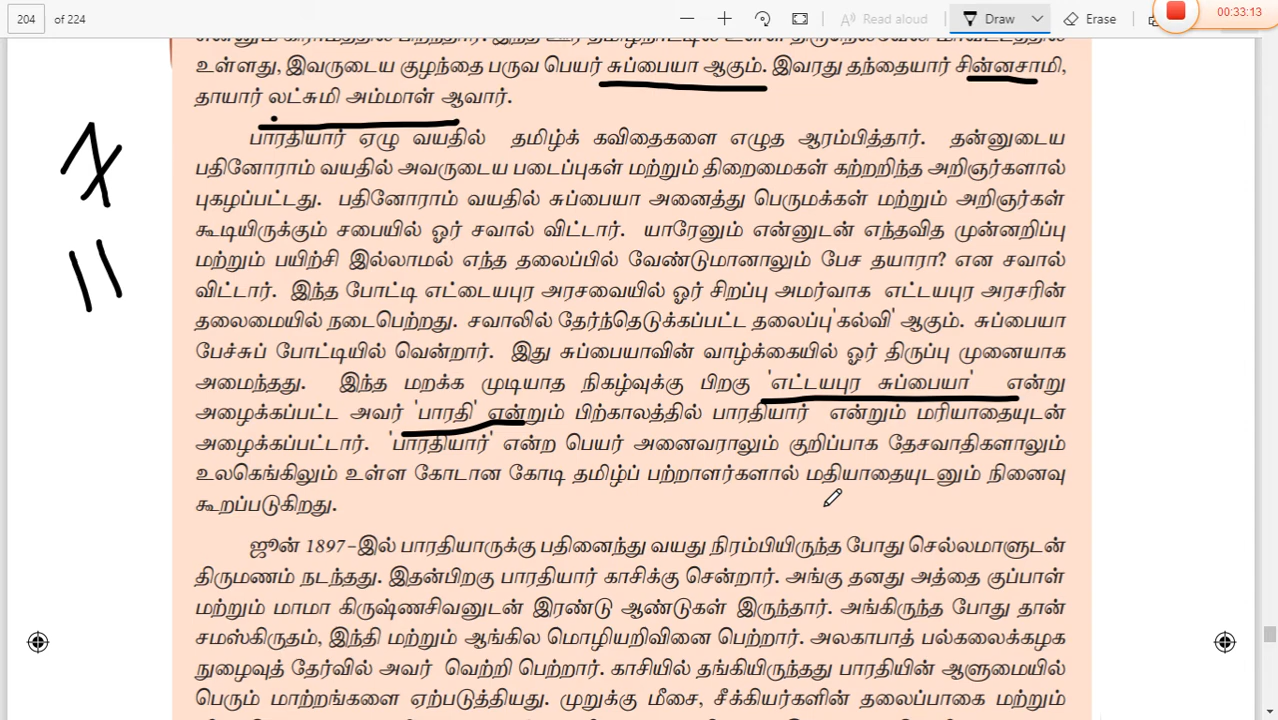 204 of 224
Read aloud
Draw
Erase
00:33:13
என்னும் கிராமத்தில் பிறந்தார். இந்த ஊர் தமிழ்நாட்டில் உள்ள திருநெல்வேலி மாவட்டத்தில்
உள்ளது, இவருடைய குழந்தை பருவ பெயர் சுப்பையா ஆகும். இவரது தந்தையார் சின்னசாமி,
தாயார் லட்சுமி அம்மாள் ஆவார்.
பாரதியார் ஏழு வயதில் தமிழ்க் கவிதைகளை எழுத ஆரம்பித்தார். தன்னுடைய
பதினோராம் வயதில் அவருடைய படைப்புகள் மற்றும் திறைமைகள் கற்றறிந்த அறிஞர்களால்
புகழப்பட்டது. பதினோராம் வயதில் சுப்பையா அனைத்து பெருமக்கள் மற்றும் அறிஞர்கள்
கூடியிருக்கும் சபையில் ஓர் சவால் விட்டார். யாரேனும் என்னுடன் எந்தவித முன்னறிப்பு
மற்றும் பயிற்சி இல்லாமல் எந்த தலைப்பில் வேண்டுமானாலும் பேச தயாரா? என சவால்
விட்டார். இந்த போட்டி எட்டையபுர அரசவையில் ஓர் சிறப்பு அமர்வாக எட்டயபுர அரசரின்
தலைமையில் நடைபெற்றது. சவாலில் தேர்ந்தெடுக்கப்பட்ட தலைப்பு'கல்வி' ஆகும். சுப்பையா
பேச்சுப் போட்டியில் வென்றார். இது சுப்பையாவின் வாழ்க்கையில் ஓர் திருப்பு முனையாக
அமைந்தது. இந்த மறக்க முடியாத நிகழ்வுக்கு பிறகு 'எட்டயபுர சுப்பையா' என்று
அழைக்கப்பட்ட அவர் 'பாரதி' என்றும் பிற்காலத்தில் பாரதியார் என்றும் மரியாதையுடன்
அழைக்கப்பட்டார். 'பாரதியார்' என்ற பெயர் அனைவராலும் குறிப்பாக தேசவாதிகளாலும்
உலகெங்கிலும் உள்ள கோடான கோடி தமிழ்ப் பற்றாளர்களால் மதியாதையுடனும் நினைவு
கூறப்படுகிறது.
ஜூன் 1897-இல் பாரதியாருக்கு பதினைந்து வயது நிரம்பியிருந்த போது செல்லமாளுடன்
திருமணம் நடந்தது. இதன்பிறகு பாரதியார் காசிக்கு சென்றார். அங்கு தனது அத்தை குப்பாள்
மற்றும் மாமா கிருஷ்ணசிவனுடன் இரண்டு ஆண்டுகள் இருந்தார். அங்கிருந்த போது தான்
சமஸ்கிருதம், இந்தி மற்றும் ஆங்கில மொழியறிவினை பெற்றார். அலகாபாத் பல்கலைக்கழக
நுழைவுத் தேர்வில் அவர் வெற்றி பெற்றார். காசியில் தங்கியிருந்தது பாரதியின் ஆளுமையில்
பெரும் மாற்றங்களை ஏற்படுத்தியது. முறுக்கு மீசை, சீக்கியர்களின் தலைப்பாகை மற்றும்